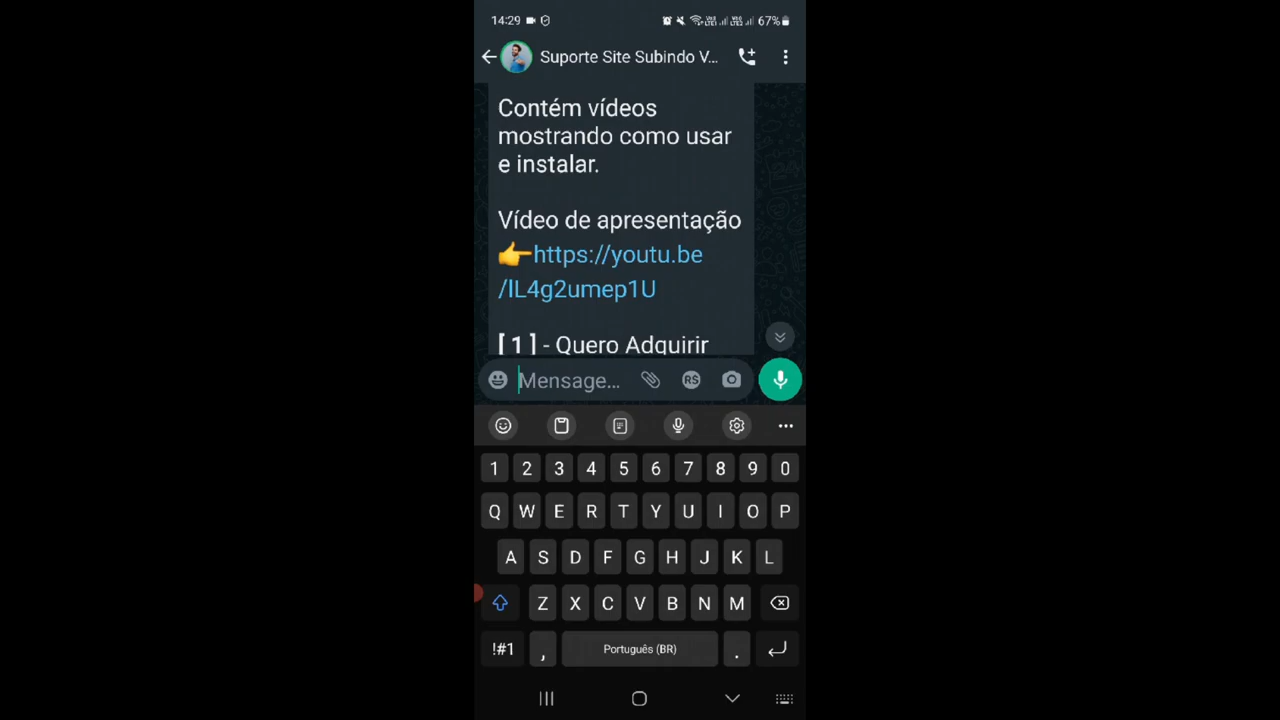 14:29 67%
Suporte Site Subindo V...
Contém vídeos
mostrando como usar
e instalar.
Vídeo de apresentação
👉https://youtu.be
/lL4g2umep1U
[ 1 ] - Quero Adquirir
Mensage...
1 2 3 4 5 6 7 8 9 0
Q W E R T Y U I O P
A S D F G H J K L
Z X C V B N M
!#1 , Português (BR) .